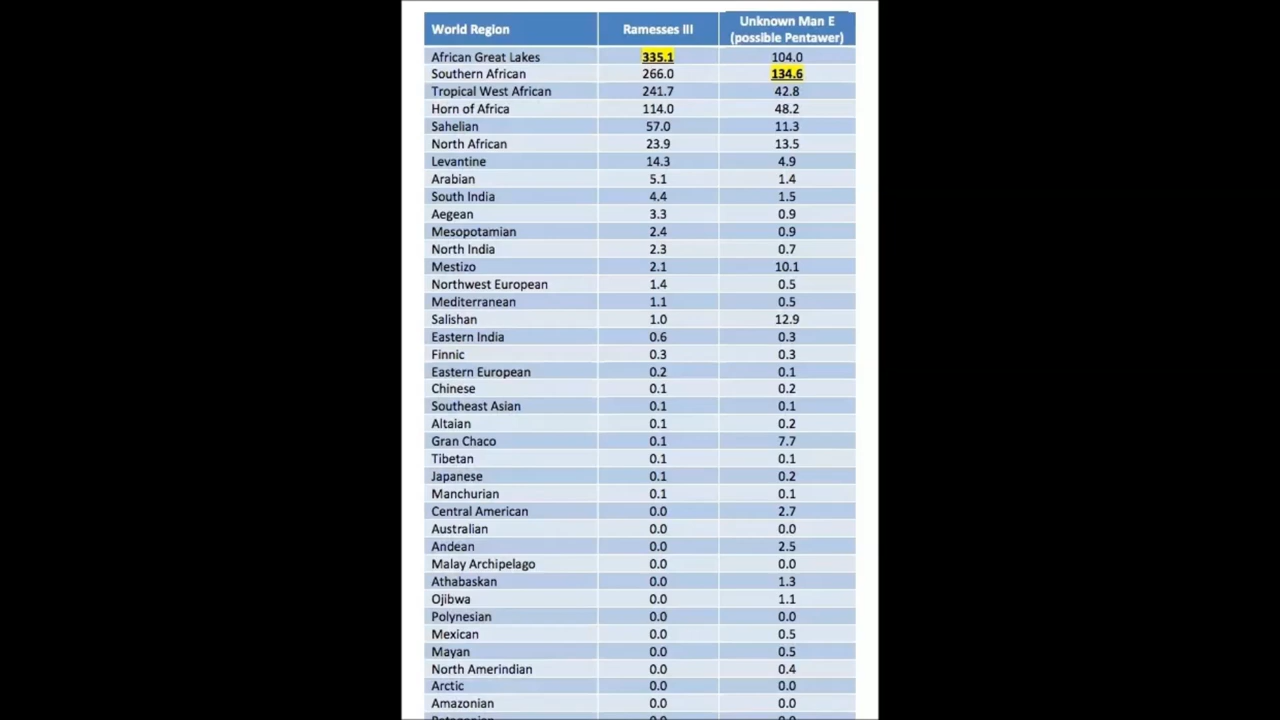 World Region Ramesses III Unknown Man E (possible Pentawer)
African Great Lakes 335.1 104.0
Southern African 266.0 134.6
Tropical West African 241.7 42.8
Horn of Africa 114.0 48.2
Sahelian 57.0 11.3
North African 23.9 13.5
Levantine 14.3 4.9
Arabian 5.1 1.4
South India 4.4 1.5
Aegean 3.3 0.9
Mesopotamian 2.4 0.9
North India 2.3 0.7
Mestizo 2.1 10.1
Northwest European 1.4 0.5
Mediterranean 1.1 0.5
Salishan 1.0 12.9
Eastern India 0.6 0.3
Finnic 0.3 0.3
Eastern European 0.2 0.1
Chinese 0.1 0.2
Southeast Asian 0.1 0.1
Altaian 0.1 0.2
Gran Chaco 0.1 7.7
Tibetan 0.1 0.1
Japanese 0.1 0.2
Manchurian 0.1 0.1
Central American 0.0 2.7
Australian 0.0 0.0
Andean 0.0 2.5
Malay Archipelago 0.0 0.0
Athabaskan 0.0 1.3
Ojibwa 0.0 1.1
Polynesian 0.0 0.0
Mexican 0.0 0.5
Mayan 0.0 0.5
North Amerindian 0.0 0.4
Arctic 0.0 0.0
Amazonian 0.0 0.0